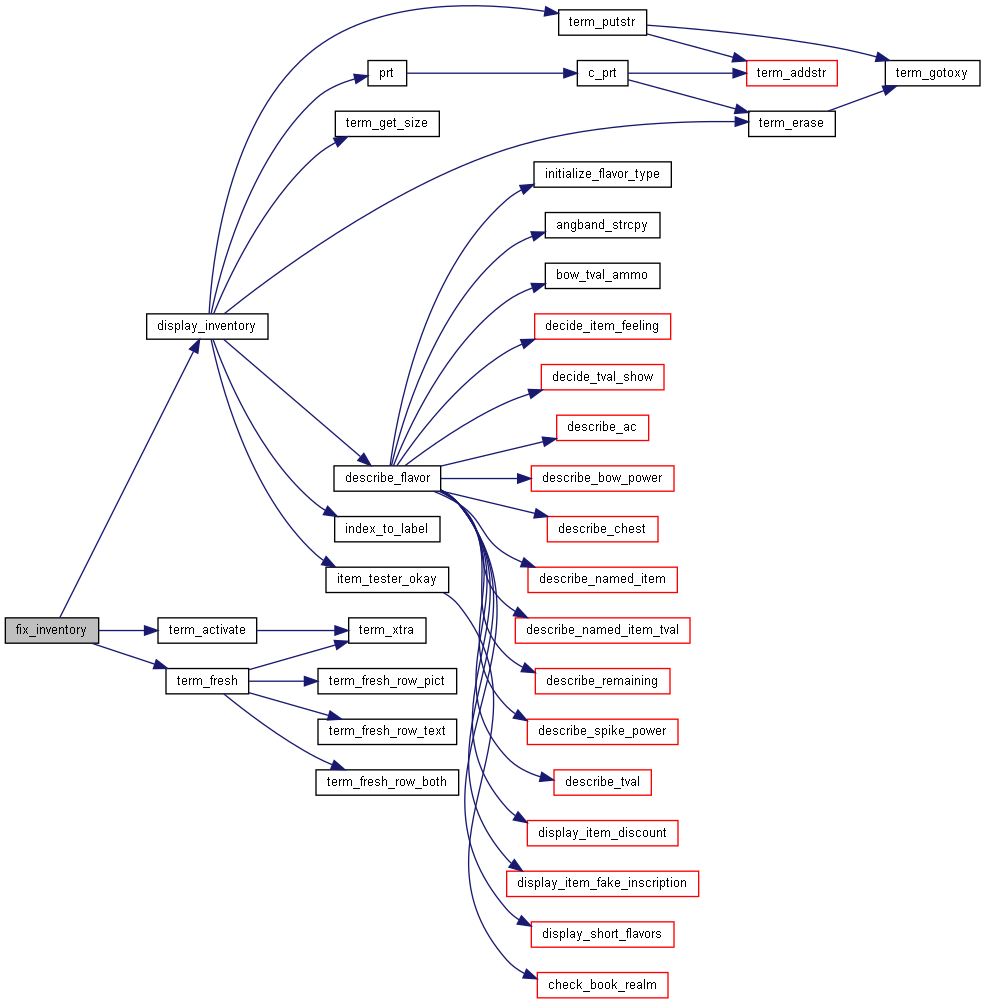 term_putstr
prt
c_prt
term_addstr
term_gotoxy
term_get_size
term_erase
initialize_flavor_type
angband_strcpy
bow_tval_ammo
display_inventory
decide_item_feeling
decide_tval_show
describe_ac
describe_flavor
describe_bow_power
index_to_label
describe_chest
item_tester_okay
describe_named_item
fix_inventory
term_activate
term_xtra
describe_named_item_tval
term_fresh
term_fresh_row_pict
describe_remaining
term_fresh_row_text
describe_spike_power
term_fresh_row_both
describe_tval
display_item_discount
display_item_fake_inscription
display_short_flavors
check_book_realm